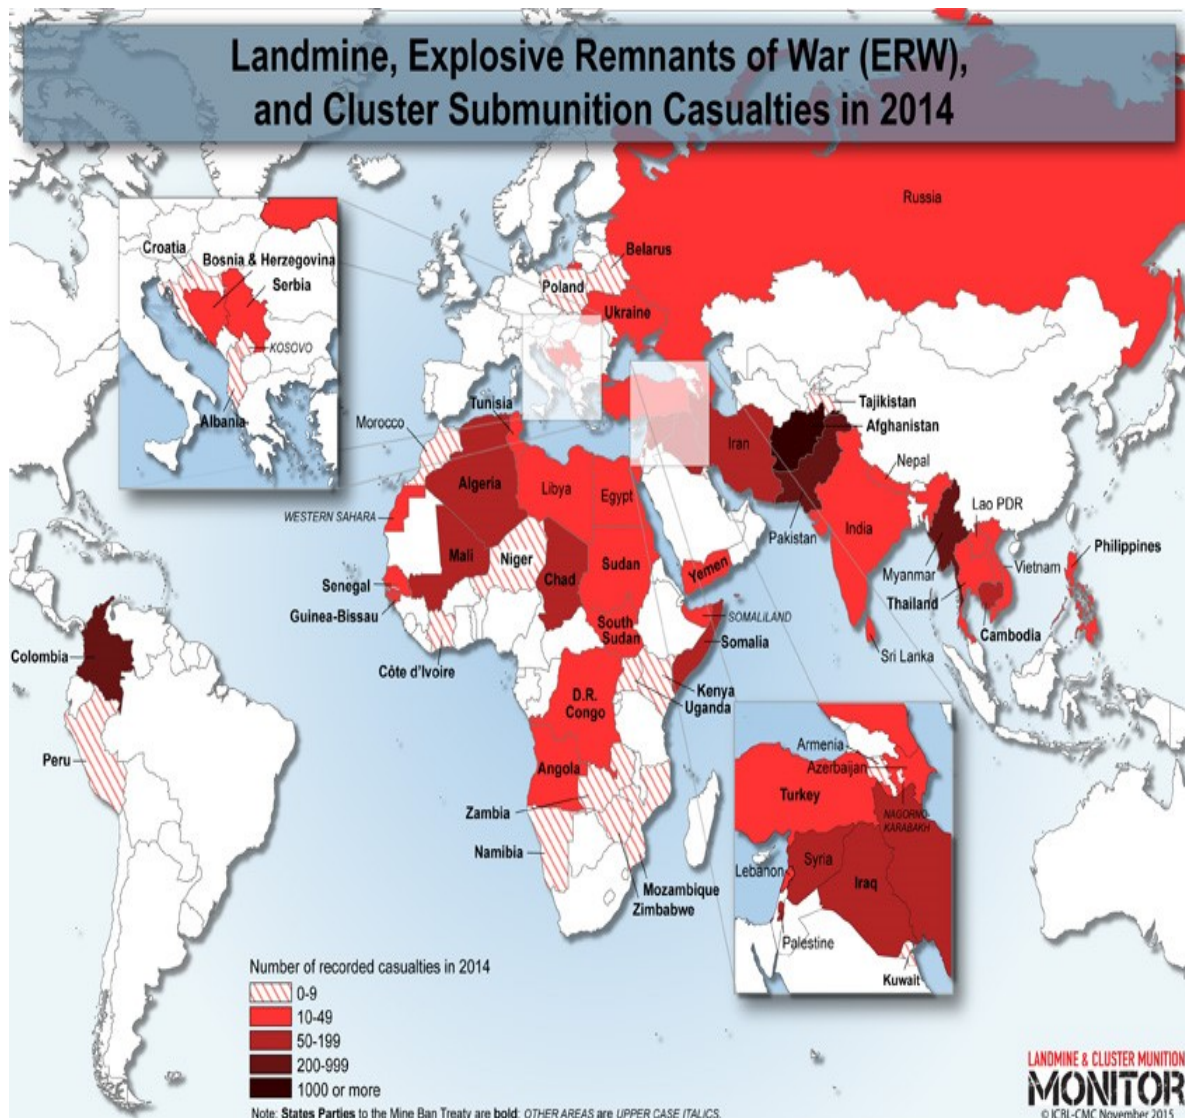 Landmine, Explosive Remnants of War (ERW),
and Cluster Submunition Casualties in 2014
Russia
Croatia
Bosnia & Herzegovina
Serbia
KOSOVO
Albania
Belarus
Poland
Ukraine
Tunisia
Morocco
Tajikistan
Afghanistan
Iran
Nepal
Algeria
Libya
Egypt
WESTERN SAHARA
Lao PDR
India
Pakistan
Philippines
Mali
Niger
Chad
Sudan
Yemen
Myanmar
Vietnam
Senegal
Thailand
Guinea-Bissau
South
Sudan
SOMALILAND
Somalia
Cambodia
Sri Lanka
Colombia
Côte d'Ivoire
D.R.
Congo
Kenya
Uganda
Peru
Angola
Zambia
Namibia
Mozambique
Zimbabwe
Armenia
Azerbaijan
Turkey
NAGORNO-
KARABAKH
Lebanon
Syria
Iraq
Palestine
Kuwait
Number of recorded casualties in 2014
0-9
10-49
50-199
200-999
1000 or more
Note: States Parties to the Mine Ban Treaty are bold; OTHER AREAS are UPPER CASE ITALICS.
LANDMINE & CLUSTER MUNITION
MONITOR
© ICBL-CMC November 2015